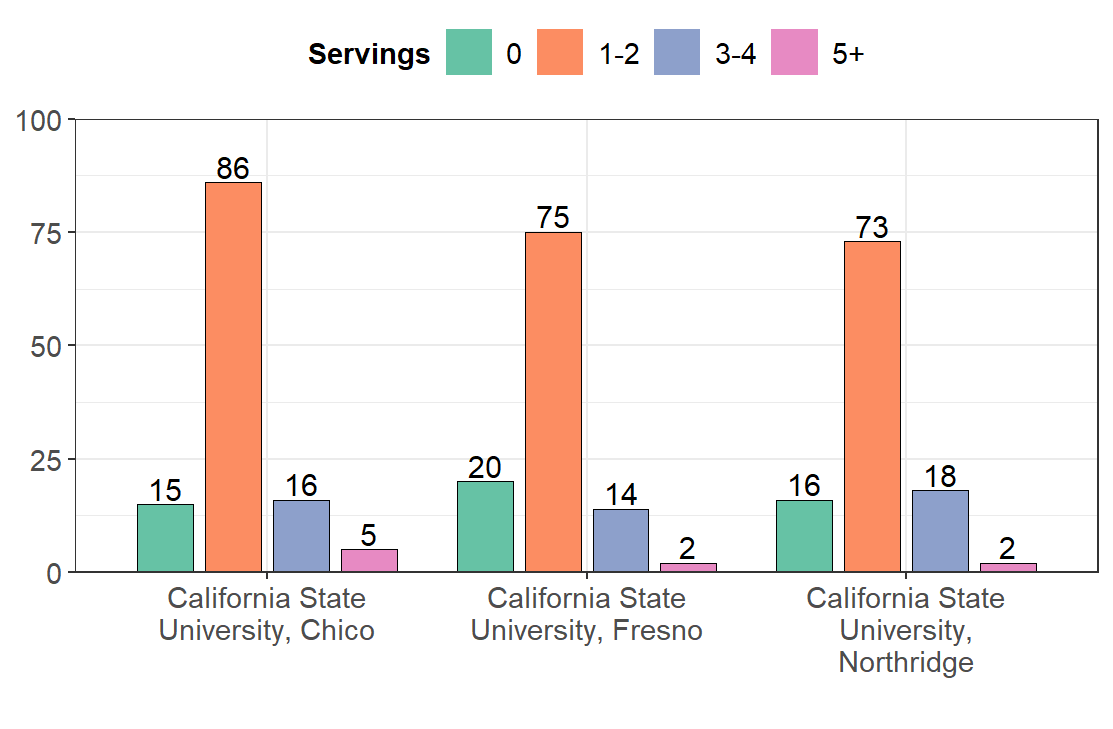 Servings 0 1-2 3-4 5+
100
75
50
25
0
86
75
73
15
16
5
20
14
2
16
18
2
California State
University, Chico
California State
University, Fresno
California State
University,
Northridge